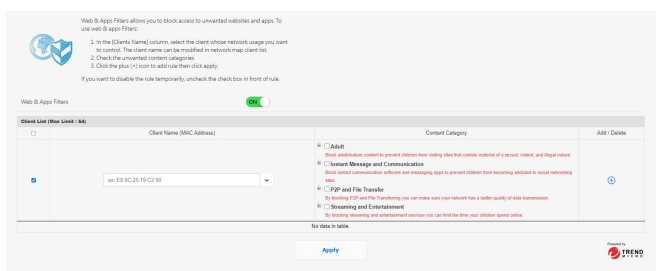 Web & Apps Filters allows you to block access to unwanted websites and apps. To
use web & apps Filters:
1. In the [Clients Name] column, select the client whose network usage you want
to control. The client name can be modified in network map client list.
2. Check the unwanted content categories
3. Click the plus (+) icon to add rule then click apply.
If you want to disable the rule temporarily, uncheck the check box in front of rule.
Web & Apps Filters
ON
Client List (Max Limit : 64)
Client Name (MAC Address)
Content Category
Add / Delete
Adult
Block adult/mature content to prevent children from visiting sites that contain material of a sexual, violent, and illegal nature.
Instant Message and Communication
Block instant communication software and messaging apps to prevent children from becoming addicted to social networking
sites.
ex: E0:9C:25:19:C2:90
P2P and File Transfer
By blocking P2P and File Transferring you can make sure your network has a better quality of data transmission.
Streaming and Entertainment
By blocking streaming and entertainment services you can limit the time your children spend online.
No data in table.
Apply
Powered by
TREND
MICRO